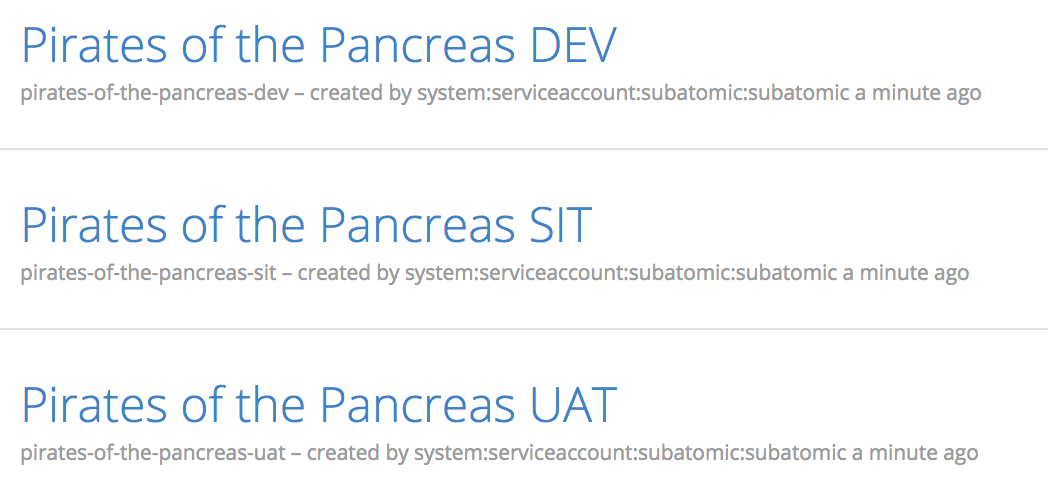 Pirates of the Pancreas DEV
pirates-of-the-pancreas-dev – created by system:serviceaccount:subatomic:subatomic a minute ago
Pirates of the Pancreas SIT
pirates-of-the-pancreas-sit – created by system:serviceaccount:subatomic:subatomic a minute ago
Pirates of the Pancreas UAT
pirates-of-the-pancreas-uat – created by system:serviceaccount:subatomic:subatomic a minute ago